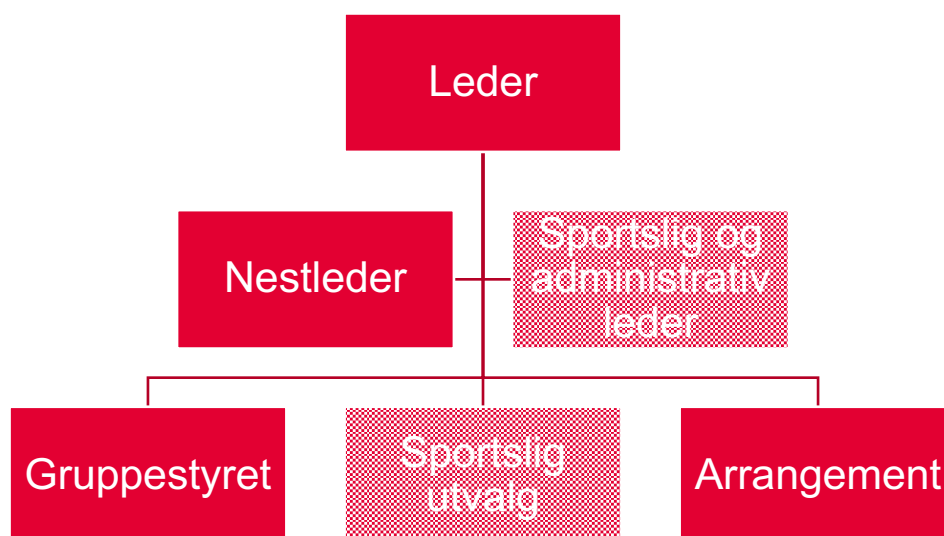 Leder
Nestleder
Sportslig og
administrativ
leder
Gruppestyret
Sportslig
utvalg
Arrangement